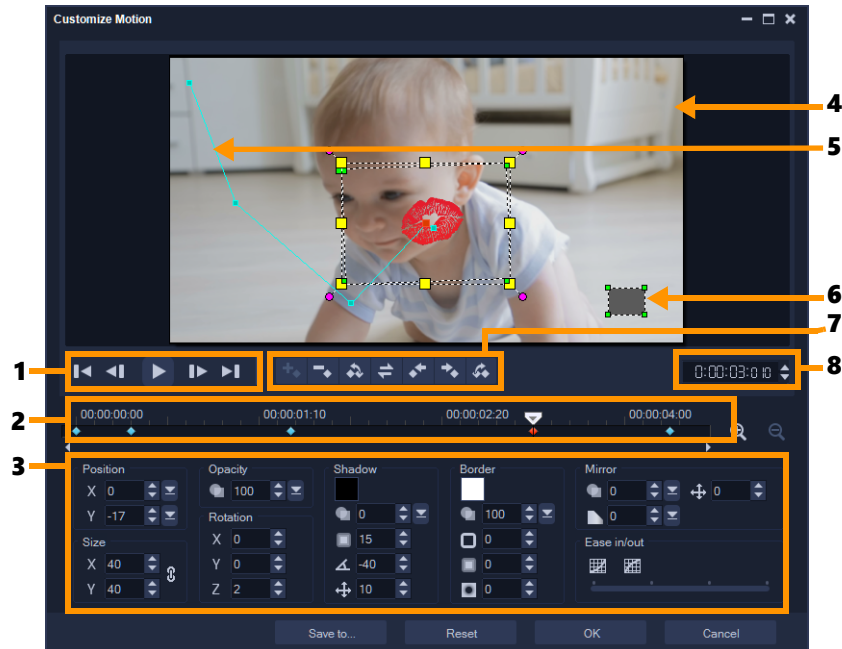 Customize Motion
4
5
6
7
1
8
0:00:03:010
2
00:00:00:00 00:00:01:10 00:00:02:20 00:00:04:00
3
Position Opacity Shadow Border Mirror
X 0 100 0 0
Y -17 Rotation 0 100 0
Size X 0 15 0 Ease in/out
X 40 Y 0 -40 0
Y 40 Z 2 10 0
Save to... Reset OK Cancel